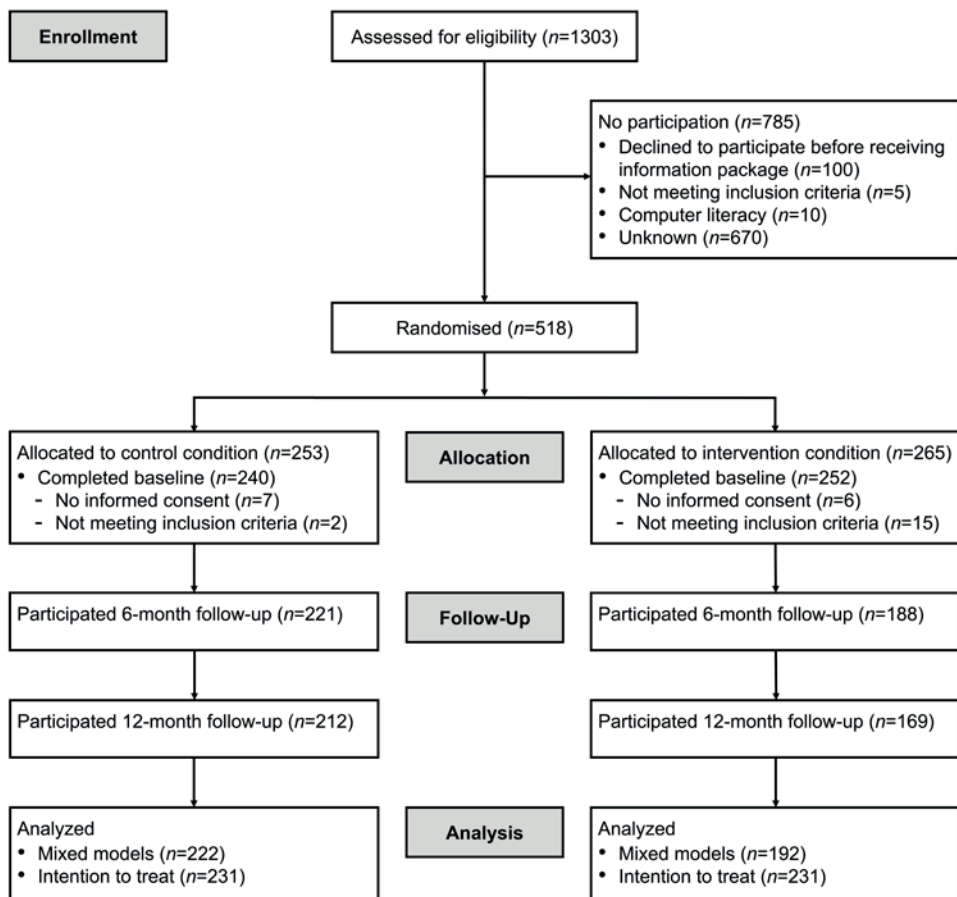 Enrollment
Assessed for eligibility (n=1303)
No participation (n=785)
• Declined to participate before receiving
information package (n=100)
• Not meeting inclusion criteria (n=5)
• Computer literacy (n=10)
• Unknown (n=670)
Randomised (n=518)
Allocated to control condition (n=253)
• Completed baseline (n=240)
- No informed consent (n=7)
- Not meeting inclusion criteria (n=2)
Allocation
Allocated to intervention condition (n=265)
• Completed baseline (n=252)
- No informed consent (n=6)
- Not meeting inclusion criteria (n=15)
Participated 6-month follow-up (n=221)
Follow-Up
Participated 6-month follow-up (n=188)
Participated 12-month follow-up (n=212)
Participated 12-month follow-up (n=169)
Analyzed
• Mixed models (n=222)
• Intention to treat (n=231)
Analysis
Analyzed
• Mixed models (n=192)
• Intention to treat (n=231)